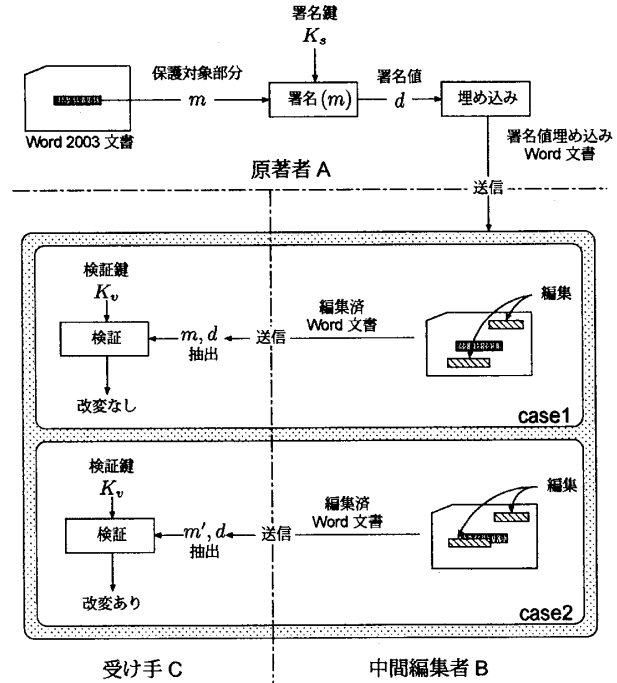 署名鍵
K_s
保護対象部分
m
署名(m)
署名値
d
埋め込み
Word 2003 文書
署名値埋め込み
Word 文書
原著者 A
送信
検証鍵
K_v
検証
m, d
抽出
送信
編集済
Word 文書
編集
改変なし
case1
検証鍵
K_v
検証
m′, d
抽出
送信
編集済
Word 文書
編集
改変あり
case2
受け手 C
中間編集者 B